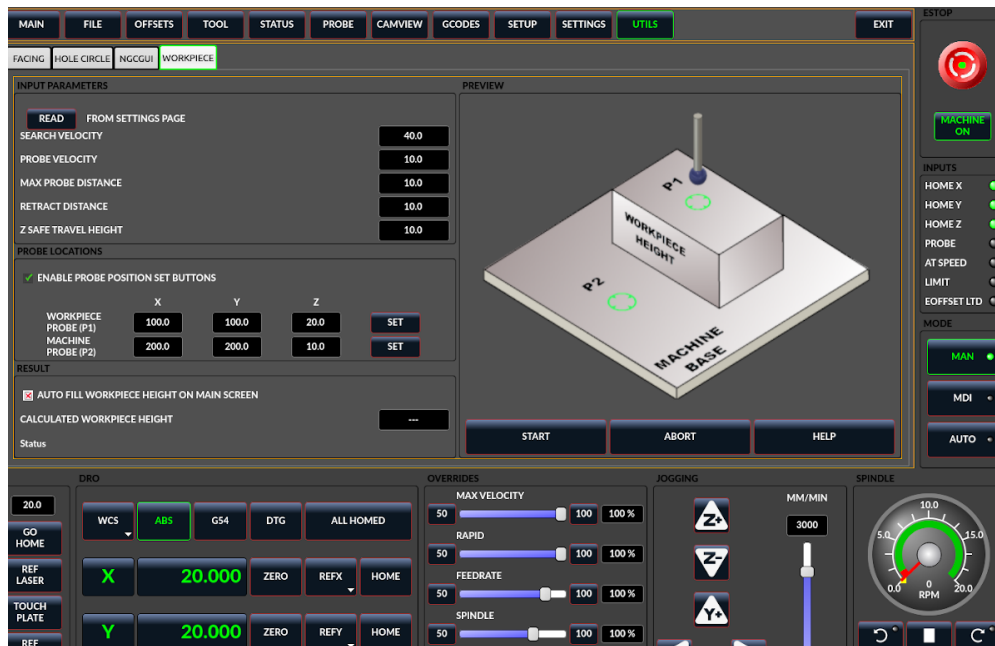 MAIN FILE OFFSETS TOOL STATUS PROBE CAMVIEW GCODES SETUP SETTINGS UTILS EXIT
FACING HOLE CIRCLE NGCGUI WORKPIECE
INPUT PARAMETERS
READ FROM SETTINGS PAGE
SEARCH VELOCITY 40.0
PROBE VELOCITY 10.0
MAX PROBE DISTANCE 10.0
RETRACT DISTANCE 10.0
Z SAFE TRAVEL HEIGHT 10.0
PROBE LOCATIONS
ENABLE PROBE POSITION SET BUTTONS
X Y Z
WORKPIECE
PROBE (P1) 100.0 100.0 20.0 SET
MACHINE
PROBE (P2) 200.0 200.0 10.0 SET
RESULT
AUTO FILL WORKPIECE HEIGHT ON MAIN SCREEN
CALCULATED WORKPIECE HEIGHT ---
Status
PREVIEW
P1
WORKPIECE
HEIGHT
P2
MACHINE
BASE
START ABORT HELP
ESTOP
MACHINE
ON
INPUTS
HOME X
HOME Y
HOME Z
PROBE
AT SPEED
LIMIT
EOFFSET LTD
MODE
MAN
MDI
AUTO
20.0
GO
HOME
REF
LASER
TOUCH
PLATE
REF
DRO
WCS ABS G54 DTG ALL HOMED
X 20.000 ZERO REFX HOME
Y 20.000 ZERO REFY HOME
OVERRIDES
MAX VELOCITY
50 100 100 %
RAPID
50 100 100 %
FEEDRATE
50 100 100 %
SPINDLE
50 100 100 %
JOGGING
Z+
Z-
Y+
MM/MIN
3000
SPINDLE
10.0
5.0 15.0
0.0 0 20.0
RPM